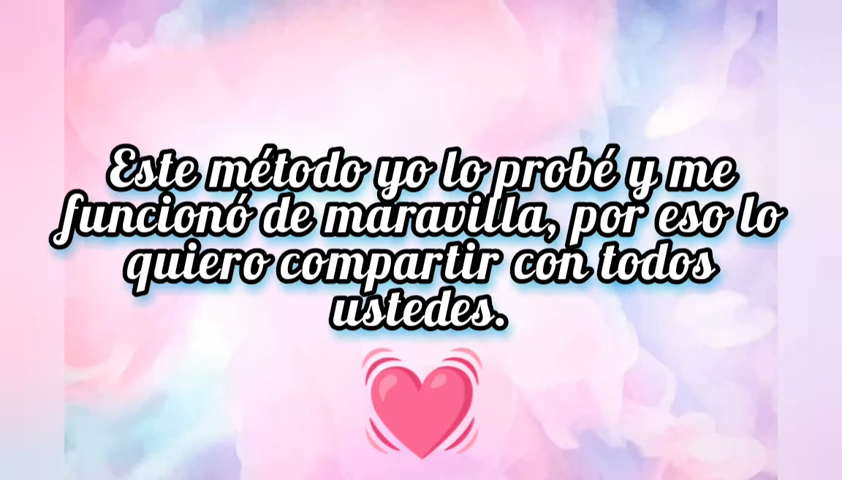 Este método yo lo probé y me
funcionó de maravilla, por eso lo
quiero compartir con todos
ustedes.